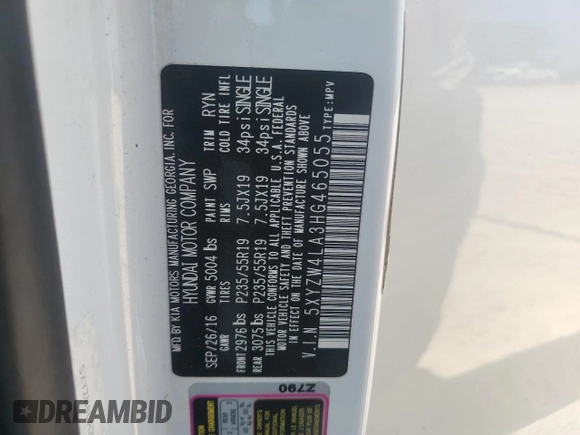 MFD BY KIA MOTORS MANUFACTURING GEORGIA, INC. FOR
HYUNDAI MOTOR COMPANY
SEP/26/16 GVWR 5004 lbs PAINT SWP TRIM RYN
GAWR TIRES RIMS COLD TIRE INFL
FRONT 2976 lbs P235/55R19 7.5JX19 34psi SINGLE
REAR 3075 lbs P235/55R19 7.5JX19 34psi SINGLE
THIS VEHICLE CONFORMS TO ALL APPLICABLE U.S.A. FEDERAL
MOTOR VEHICLE SAFETY AND THEFT PREVENTION STANDARDS
IN EFFECT ON THE DATE OF MANUFACTURE SHOWN ABOVE
V.I.N 5XYZW4LA3HG465055 TYPE:MPV
Z790
DREAMBID